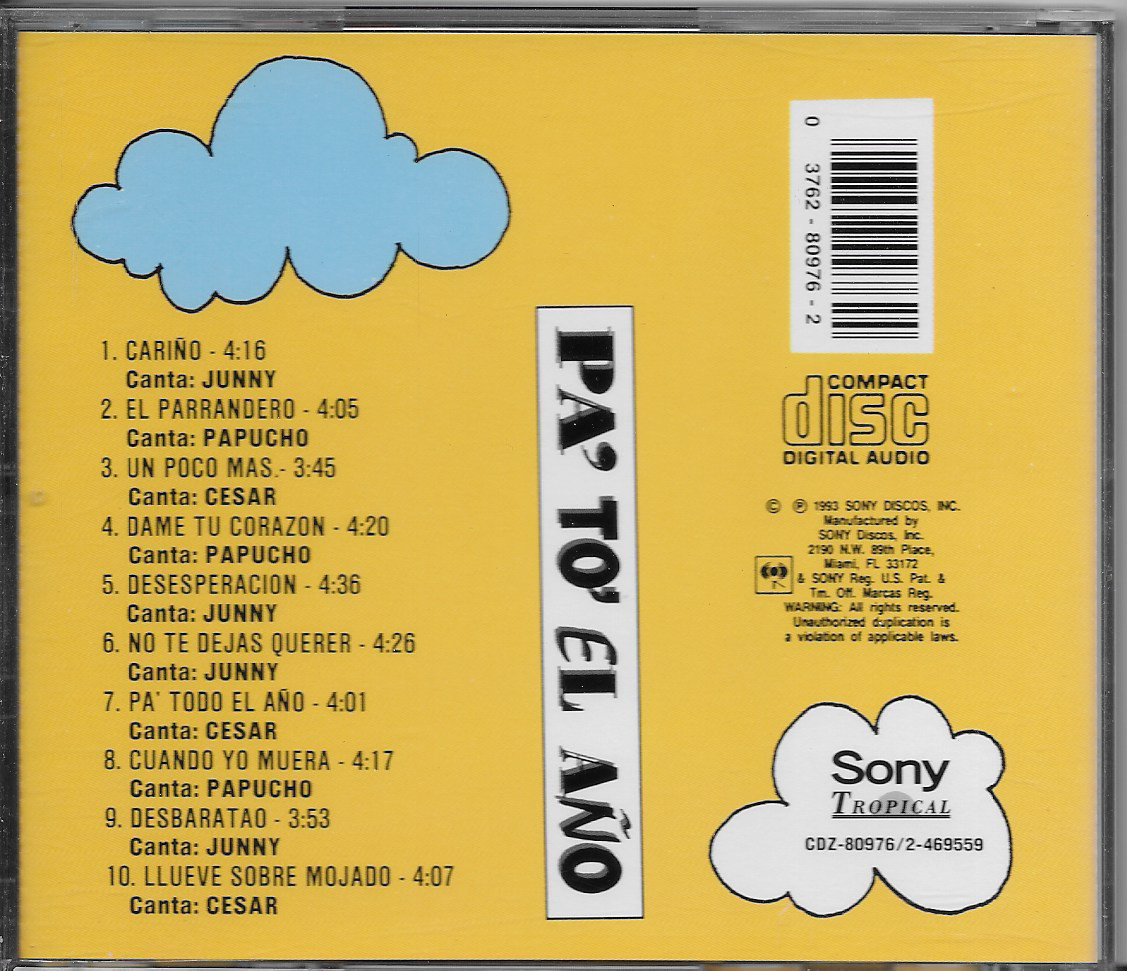 1. CARIÑO - 4:16
Canta: JUNNY
2. EL PARRANDERO - 4:05
Canta: PAPUCHO
3. UN POCO MAS.- 3:45
Canta: CESAR
4. DAME TU CORAZON - 4:20
Canta: PAPUCHO
5. DESESPERACION - 4:36
Canta: JUNNY
6. NO TE DEJAS QUERER - 4:26
Canta: JUNNY
7. PA' TODO EL AÑO - 4:01
Canta: CESAR
8. CUANDO YO MUERA - 4:17
Canta: PAPUCHO
9. DESBARATAO - 3:53
Canta: JUNNY
10. LLUEVE SOBRE MOJADO - 4:07
Canta: CESAR
PA' TO' EL AÑO
0 3762 - 80976 - 2
COMPACT
disc
DIGITAL AUDIO
© ℗ 1993 SONY DISCOS, INC.
Manufactured by
SONY Discos, Inc.
2190 N.W. 89th Place,
Miami, FL 33172
& SONY Reg. U.S. Pat. &
Tm. Off. Marcas Reg.
WARNING: All rights reserved.
Unauthorized duplication is
a violation of applicable laws.
Sony
TROPICAL
CDZ-80976/2-469559